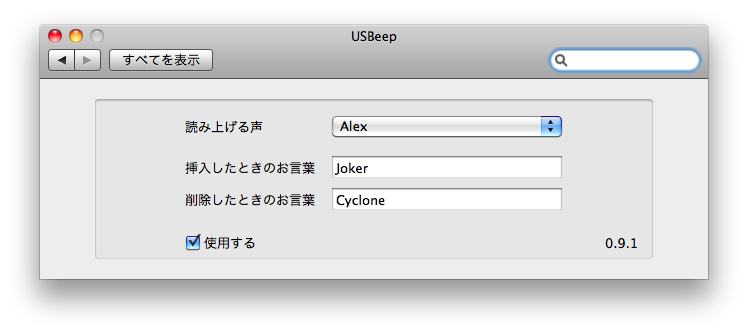 USBeep
すべてを表示
読み上げる声 Alex
挿入したときのお言葉 Joker
削除したときのお言葉 Cyclone
使用する 0.9.1